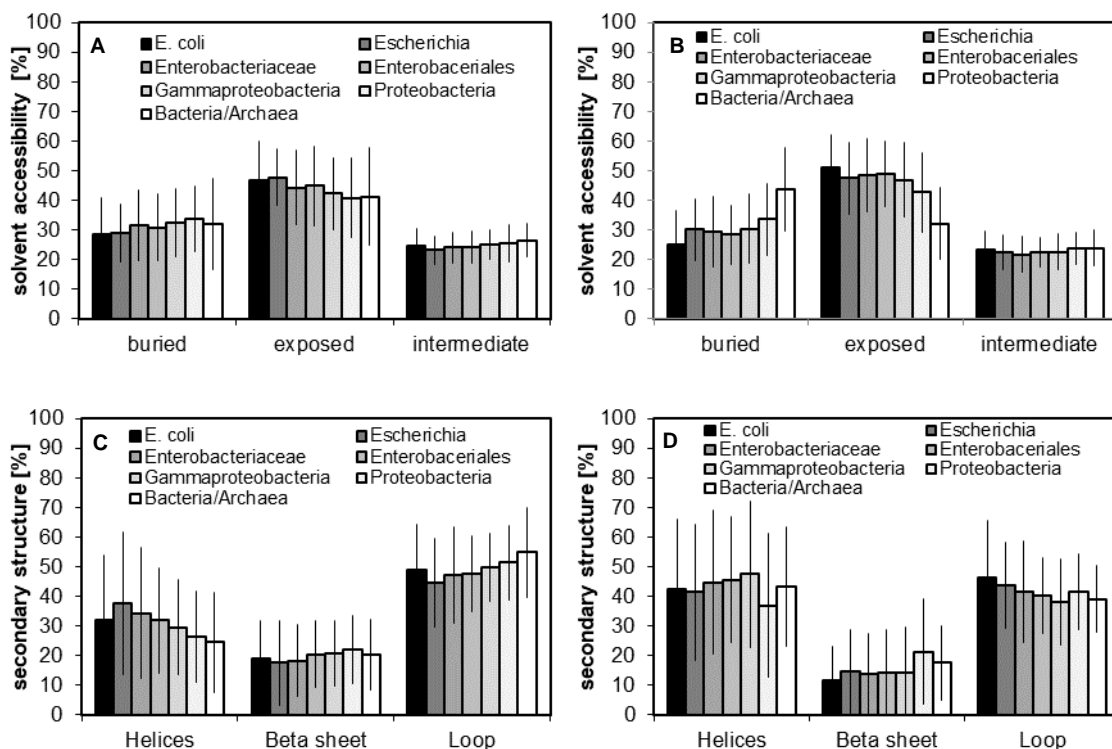 A
solvent accessibility [%]
100
90
80
70
60
50
40
30
20
10
0
E. coli Escherichia
Enterobacteriaceae Enterobaceriales
Gammaproteobacteria Proteobacteria
Bacteria/Archaea
buried exposed intermediate
B
solvent accessibility [%]
100
90
80
70
60
50
40
30
20
10
0
E. coli Escherichia
Enterobacteriaceae Enterobaceriales
Gammaproteobacteria Proteobacteria
Bacteria/Archaea
buried exposed intermediate
C
secondary structure [%]
100
90
80
70
60
50
40
30
20
10
0
E. coli Escherichia
Enterobacteriaceae Enterobaceriales
Gammaproteobacteria Proteobacteria
Bacteria/Archaea
Helices Beta sheet Loop
D
secondary structure [%]
100
90
80
70
60
50
40
30
20
10
0
E. coli Escherichia
Enterobacteriaceae Enterobaceriales
Gammaproteobacteria Proteobacteria
Bacteria/Archaea
Helices Beta sheet Loop